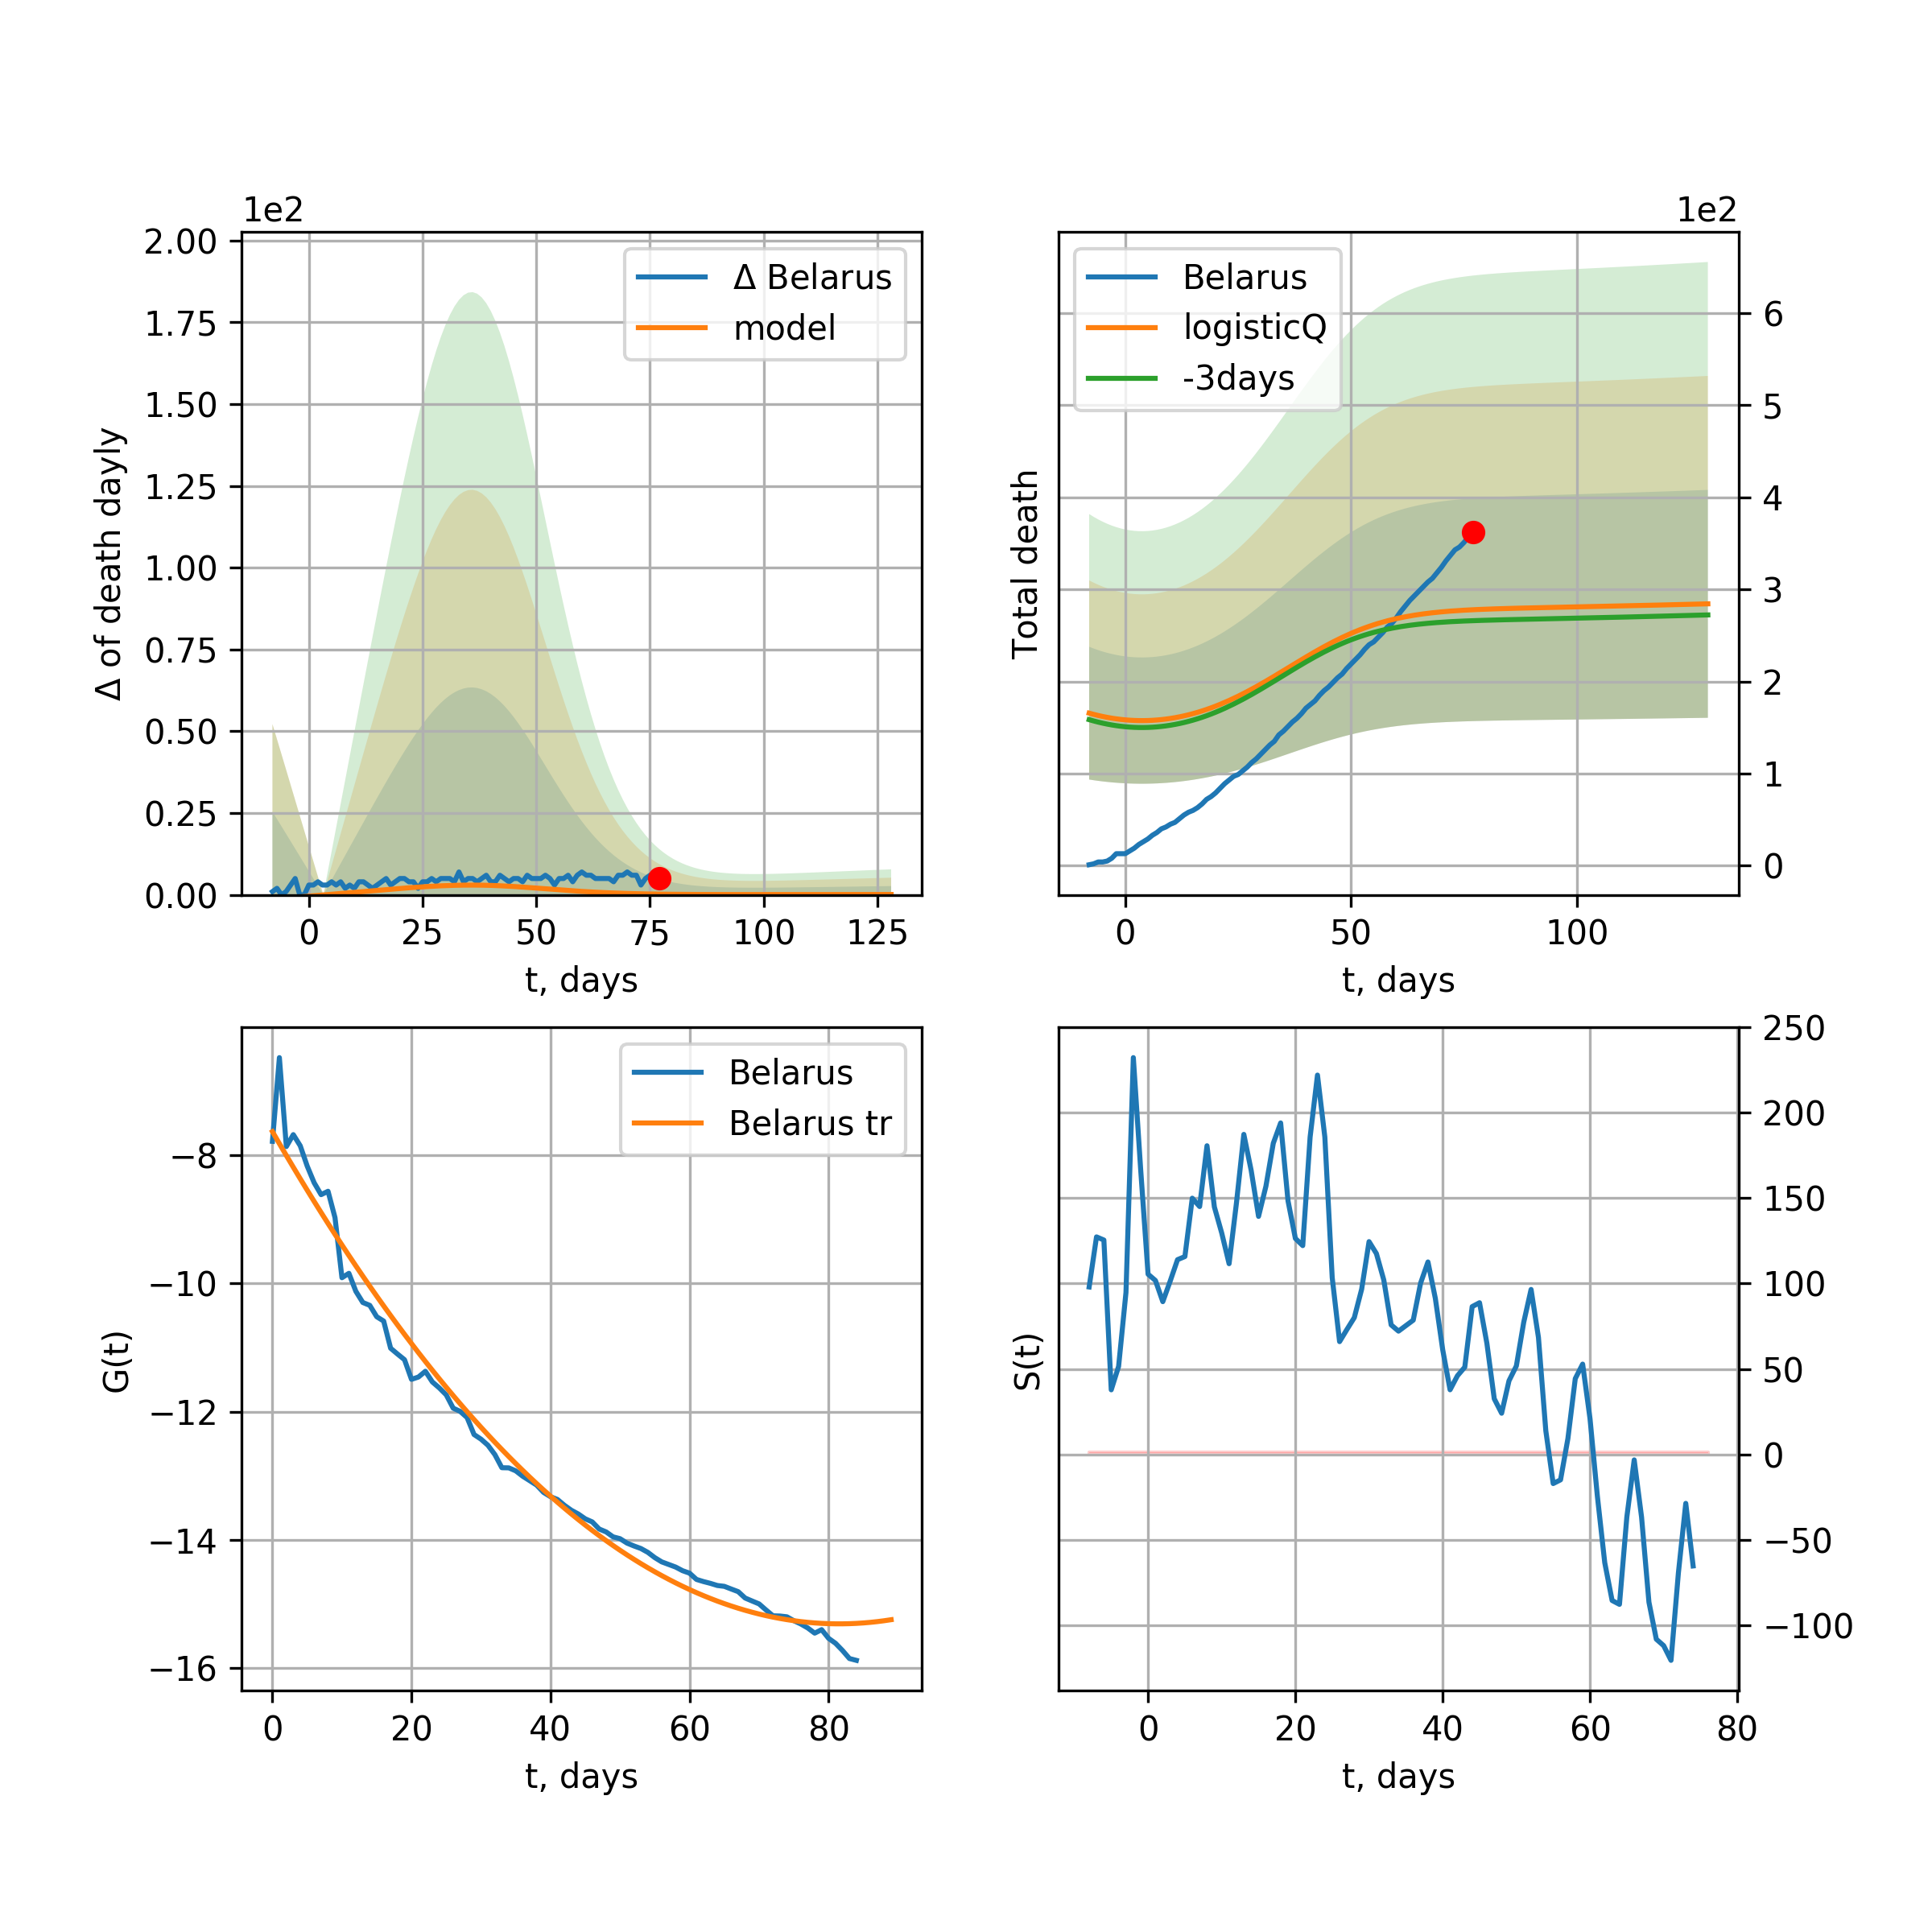 1e2
2.00
1.75
1.50
1.25
1.00
0.75
0.50
0.25
0.00
Δ of death dayly
Δ Belarus
model
0 25 50 75 100 125
t, days
1e2
Belarus
logisticQ
-3days
Total death
6
5
4
3
2
1
0
0 50 100
t, days
Belarus
Belarus tr
G(t)
−8
−10
−12
−14
−16
0 20 40 60 80
t, days
S(t)
250
200
150
100
50
0
−50
−100
0 20 40 60 80
t, days